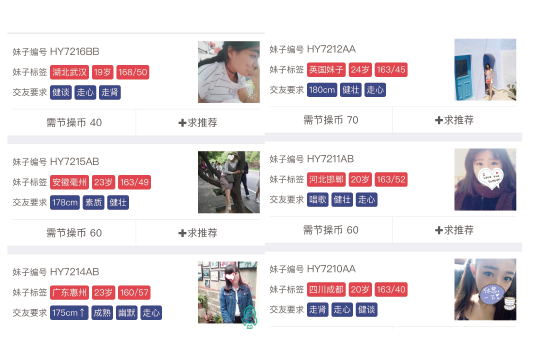 妹子编号 HY7216BB
妹子标签 湖北武汉 19岁 168/50
交友要求 健谈 走心 走肾
需节操币 40 ✚求推荐
妹子编号 HY7215AB
妹子标签 安徽亳州 23岁 163/49
交友要求 178cm 素质 健壮
需节操币 60 ✚求推荐
妹子编号 HY7214AB
妹子标签 广东惠州 23岁 160/57
交友要求 175cm↑ 成熟 幽默 走心
妹子编号 HY7212AA
妹子标签 英国妹子 24岁 163/45
交友要求 180cm 健壮 走心
需节操币 70 ✚求推荐
妹子编号 HY7211AB
妹子标签 河北邯郸 20岁 163/52
交友要求 唱歌 健壮 走心
需节操币 60 ✚求推荐
妹子编号 HY7210AA
妹子标签 四川成都 20岁 163/40
交友要求 走肾 走心 健谈